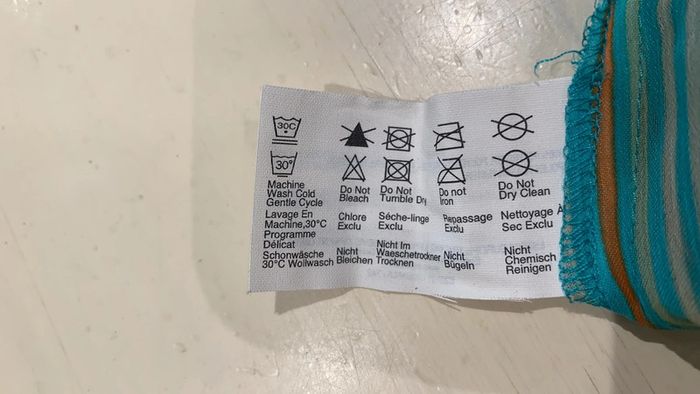 30C
30°
Machine
Wash Cold
Gentle Cycle
Do Not
Bleach
Do Not
Tumble Dry
Do not
Iron
Do Not
Dry Clean
Lavage En
Machine,30°C
Programme
Délicat
Chlore
Exclu
Séche-linge
Exclu
Repassage
Exclu
Nettoyage A
Sec Exclu
Schonwäsche
30°C Wollwasch
Nicht
Bleichen
Nicht Im
Waeschetrockner
Trocknen
Nicht
Bügeln
Nicht
Chemisch
Reinigen